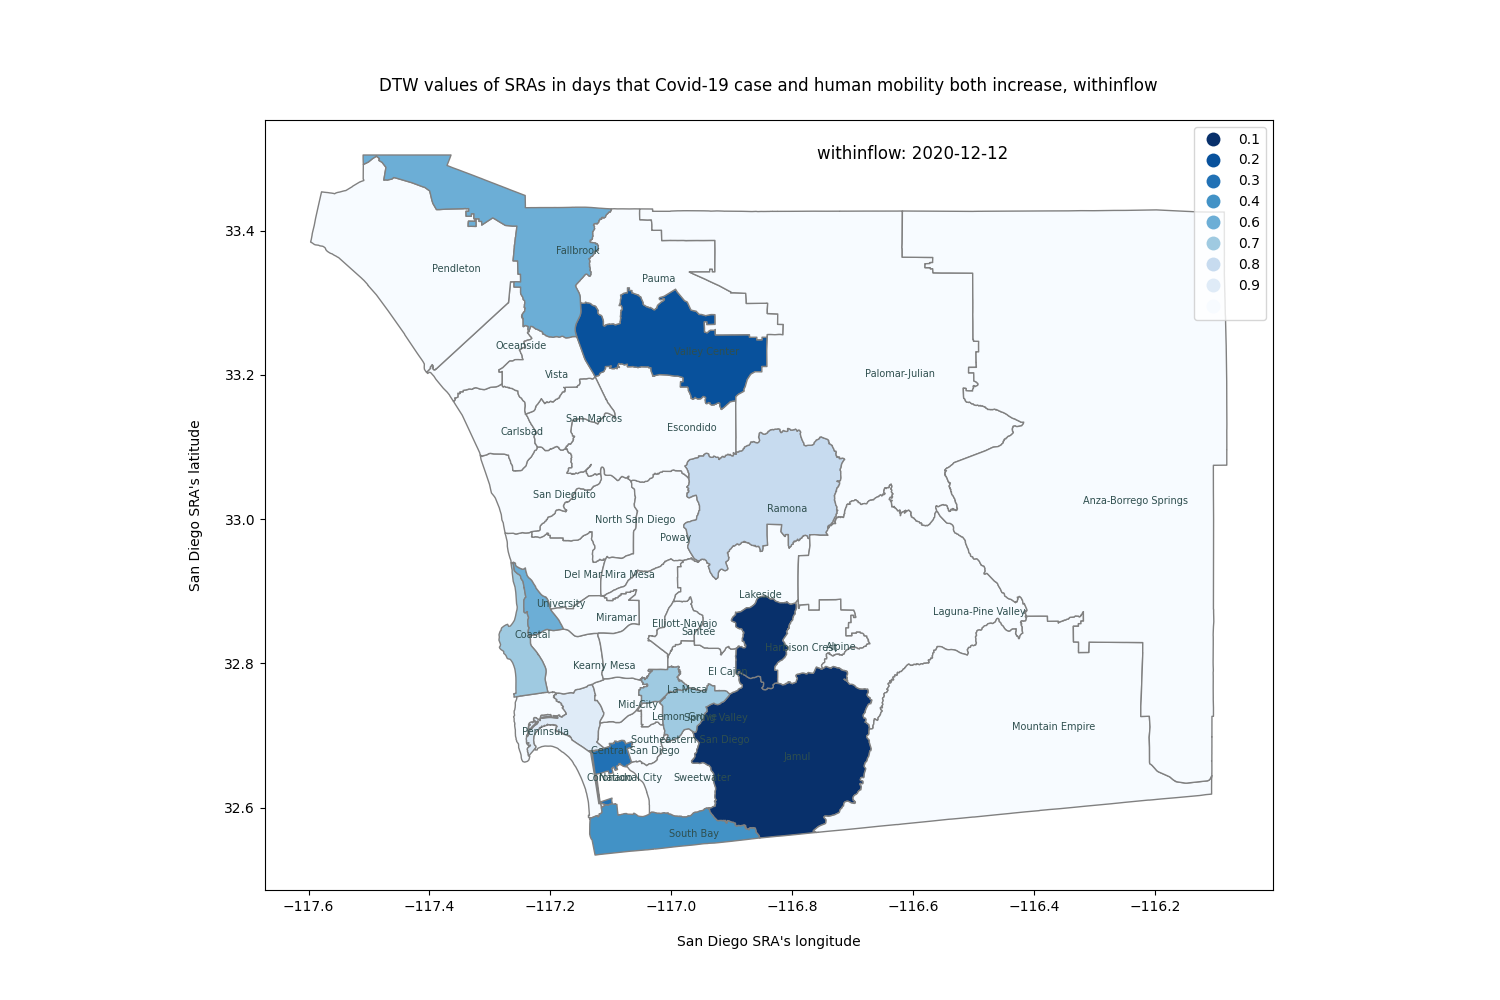 DTW values of SRAs in days that Covid-19 case and human mobility both increase, withinflow
withinflow: 2020-12-12
0.1
0.2
0.3
0.4
0.6
0.7
0.8
0.9
33.4
33.2
33.0
32.8
32.6
San Diego SRA's latitude
Fallbrook
Pendleton
Pauma
Oceanside
Vista
Palomar-Julian
San Marcos
Carlsbad
Escondido
San Dieguito
Anza-Borrego Springs
Ramona
North San Diego
Poway
Del Mar-Mira Mesa
Lakeside
University
Laguna-Pine Valley
Miramar
Elliott-Navajo
Santee
Coastal
Harbison Crest
Alpine
Kearny Mesa
El Cajon
La Mesa
Mid-City
Lemon Grove
Spring Valley
Mountain Empire
Peninsula
Southeastern San Diego
Central San Diego
Jamul
Coronado
National City
Sweetwater
South Bay
−117.6 −117.4 −117.2 −117.0 −116.8 −116.6 −116.4 −116.2
San Diego SRA's longitude